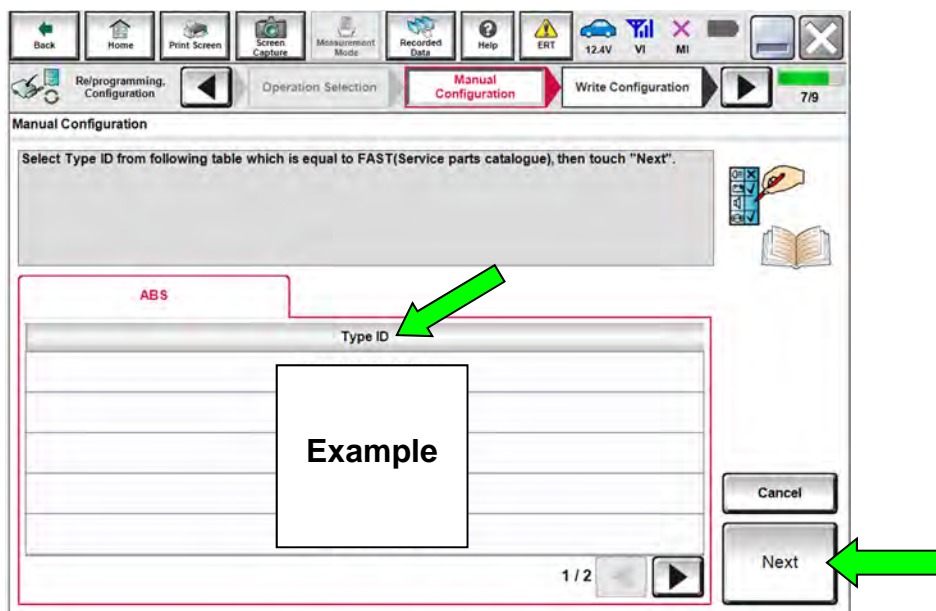 Back
Home
Print Screen
Screen
Capture
Measurement
Mode
Recorded
Data
Help
ERT
12.4V
VI
MI
Re/programming,
Configuration
Operation Selection
Manual
Configuration
Write Configuration
7/9
Manual Configuration
Select Type ID from following table which is equal to FAST(Service parts catalogue), then touch "Next".
ABS
Type ID
Example
Cancel
Next
1 / 2